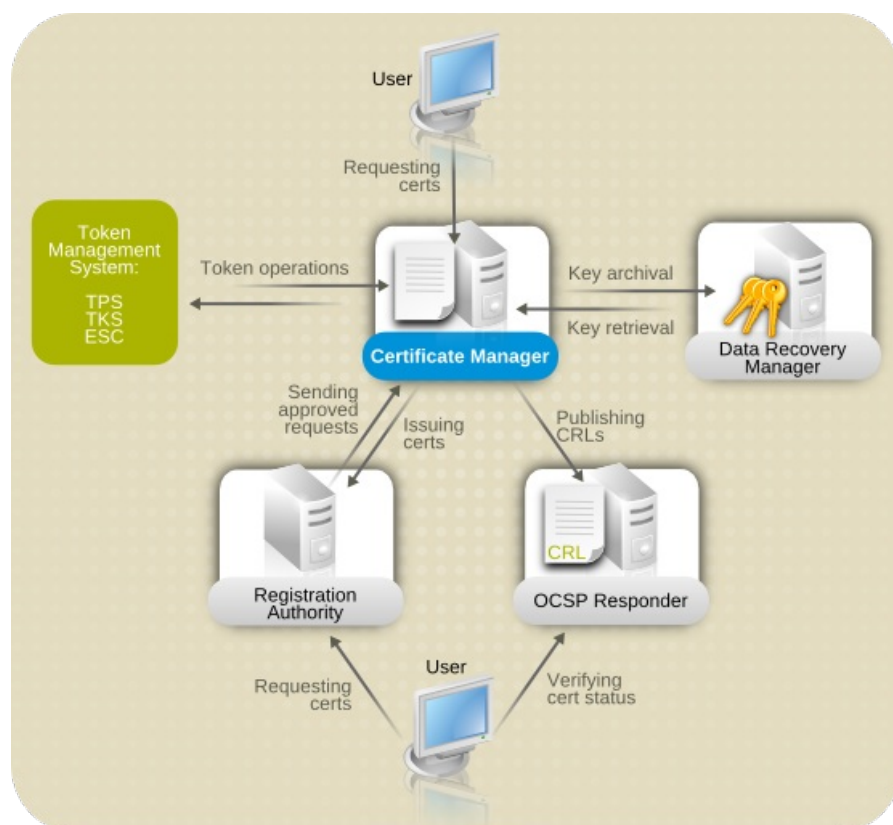 User
Requesting
certs
Token
Management
System:
TPS
TKS
ESC
Token operations
Key archival
Key retrieval
Certificate Manager
Data Recovery
Manager
Sending
approved
requests
Issuing
certs
Publishing
CRLs
CRL
Registration
Authority
OCSP Responder
User
Requesting
certs
Verifying
cert status